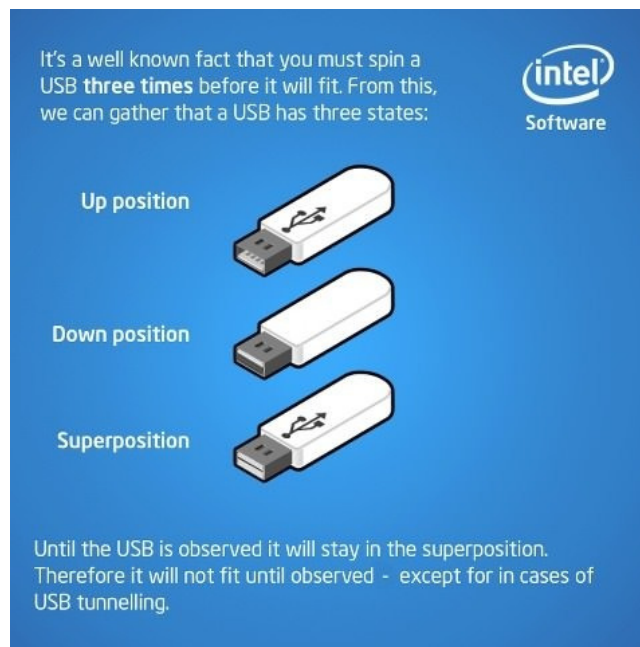 It's a well known fact that you must spin a
USB three times before it will fit. From this,
we can gather that a USB has three states:
intel
Software
Up position
Down position
Superposition
Until the USB is observed it will stay in the superposition.
Therefore it will not fit until observed - except for in cases of
USB tunnelling.